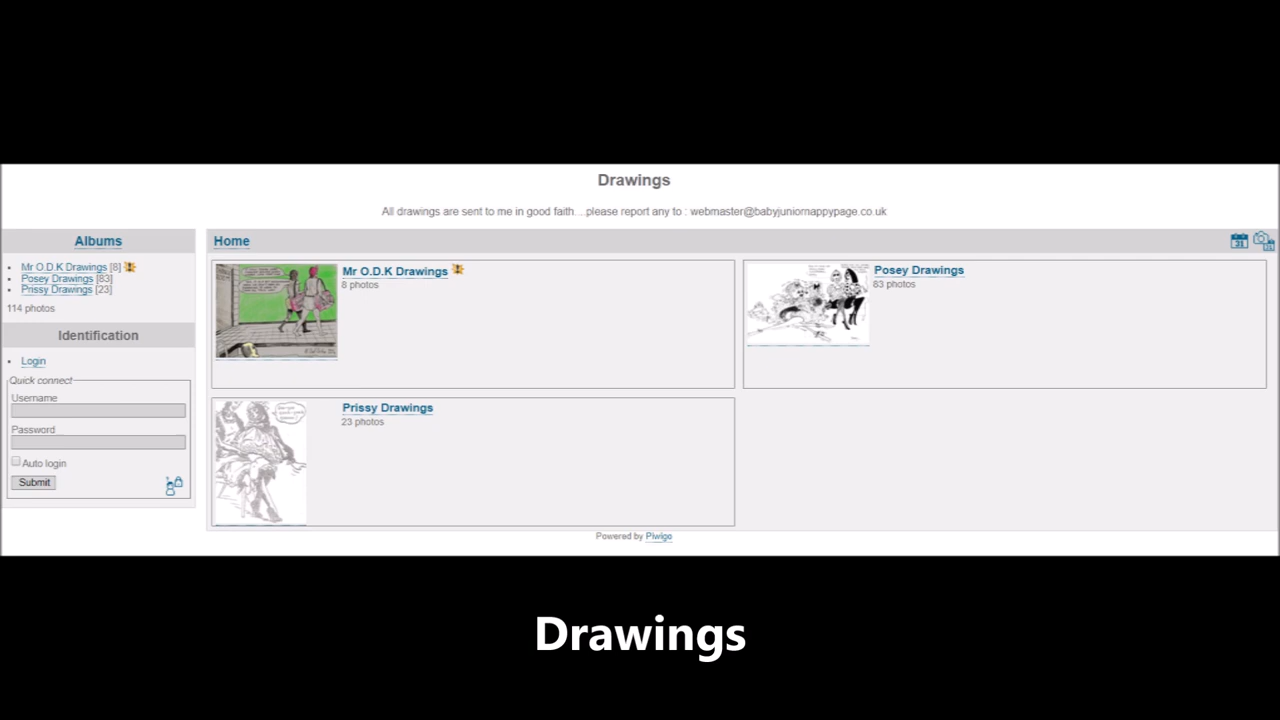 Drawings
All drawings are sent to me in good faith....please report any to : webmaster@babyjuniornappypage.co.uk
Albums
Mr O.D.K Drawings [8]
Posey Drawings [83]
Prissy Drawings [23]
114 photos
Identification
Login
Quick connect
Username
Password
Auto login
Submit
Home
Mr O.D.K Drawings
8 photos
Posey Drawings
83 photos
Prissy Drawings
23 photos
Powered by Piwigo
Drawings